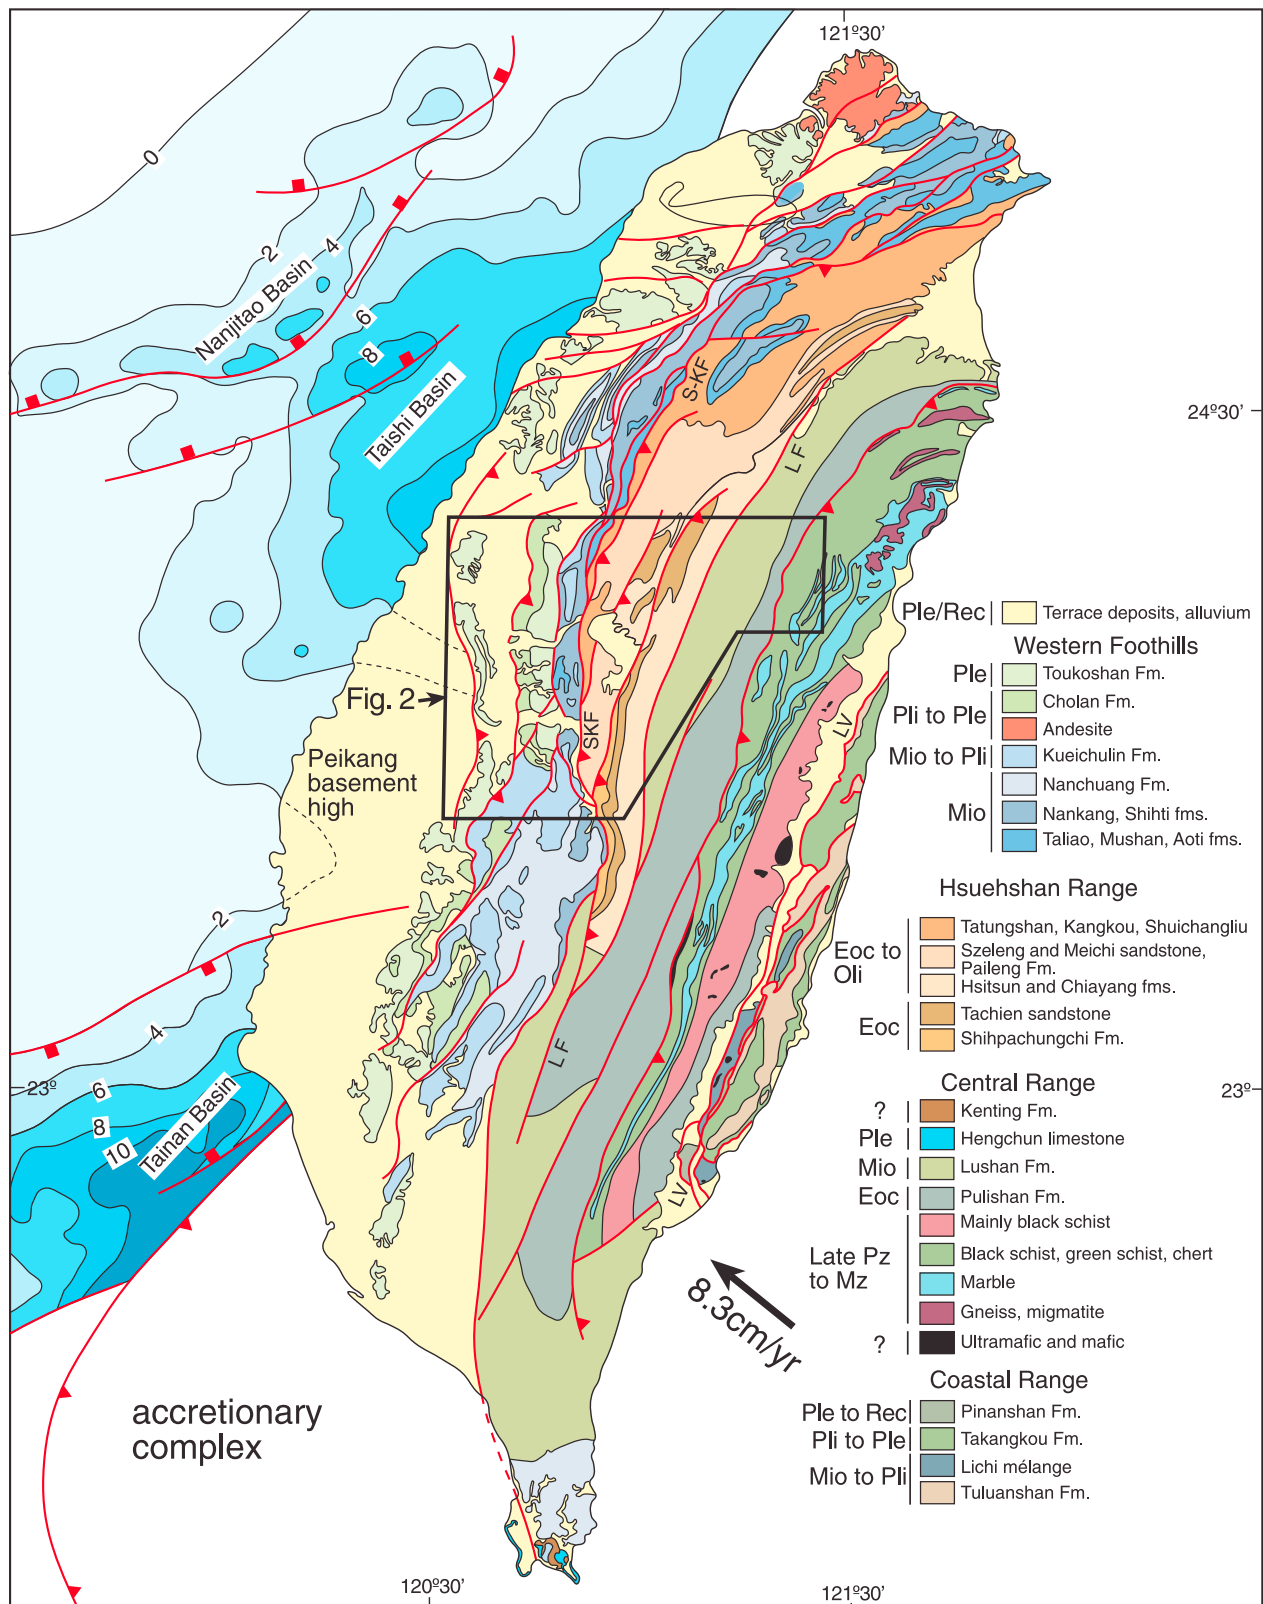 121º30'
0
2
4
Nanjitao Basin
6
8
Taishi Basin
S-KF
LF
24º30'
Fig. 2
SKF
Peikang
basement
high
LV
2
4
6
8
10
Tainan Basin
23º
23º
LF
LV
8.3cm/yr
accretionary
complex
120º30'
121º30'
Ple/Rec
Terrace deposits, alluvium
Western Foothills
Ple
Toukoshan Fm.
Pli to Ple
Cholan Fm.
Andesite
Mio to Pli
Kueichulin Fm.
Mio
Nanchuang Fm.
Nankang, Shihti fms.
Taliao, Mushan, Aoti fms.
Hsuehshan Range
Eoc to
Oli
Tatungshan, Kangkou, Shuichangliu
Szeleng and Meichi sandstone,
Paileng Fm.
Hsitsun and Chiayang fms.
Eoc
Tachien sandstone
Shihpachungchi Fm.
Central Range
?
Kenting Fm.
Ple
Hengchun limestone
Mio
Lushan Fm.
Eoc
Pulishan Fm.
Late Pz
to Mz
Mainly black schist
Black schist, green schist, chert
Marble
Gneiss, migmatite
?
Ultramafic and mafic
Coastal Range
Ple to Rec
Pinanshan Fm.
Pli to Ple
Takangkou Fm.
Mio to Pli
Lichi mélange
Tuluanshan Fm.